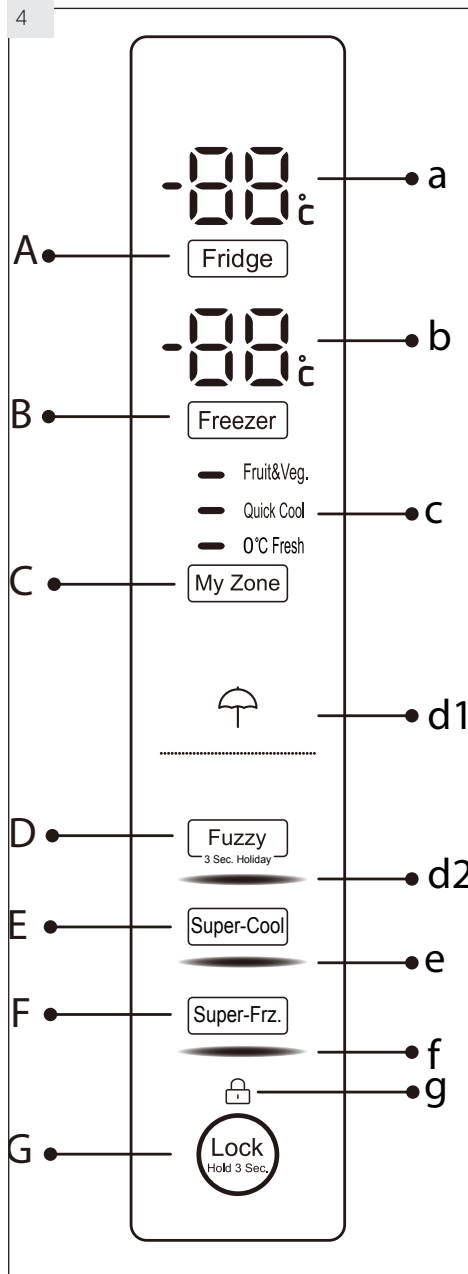 4
-88°c
a
A
Fridge
-88°c
b
B
Freezer
Fruit&Veg.
Quick Cool
c
0°C Fresh
C
My Zone
d1
D
Fuzzy
3 Sec. Holiday
d2
E
Super-Cool
e
F
Super-Frz.
f
g
G
Lock
Hold 3 Sec.